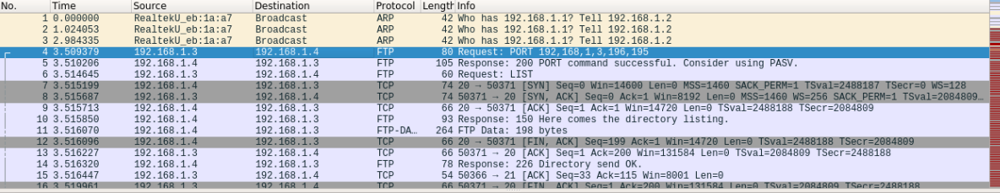 No. Time Source Destination Protocol Length Info
1 0.000000 RealtekU_eb:1a:a7 Broadcast ARP 42 Who has 192.168.1.1? Tell 192.168.1.2
2 1.024053 RealtekU_eb:1a:a7 Broadcast ARP 42 Who has 192.168.1.1? Tell 192.168.1.2
3 2.984335 RealtekU_eb:1a:a7 Broadcast ARP 42 Who has 192.168.1.1? Tell 192.168.1.2
4 3.509379 192.168.1.3 192.168.1.4 FTP 80 Request: PORT 192,168,1,3,196,195
5 3.510206 192.168.1.4 192.168.1.3 FTP 105 Response: 200 PORT command successful. Consider using PASV.
6 3.514645 192.168.1.3 192.168.1.4 FTP 60 Request: LIST
7 3.515199 192.168.1.4 192.168.1.3 TCP 74 20 → 50371 [SYN] Seq=0 Win=14600 Len=0 MSS=1460 SACK_PERM=1 TSval=2488187 TSecr=0 WS=128
8 3.515687 192.168.1.3 192.168.1.4 TCP 74 50371 → 20 [SYN, ACK] Seq=0 Ack=1 Win=8192 Len=0 MSS=1460 WS=256 SACK_PERM=1 TSval=2084809…
9 3.515713 192.168.1.4 192.168.1.3 TCP 66 20 → 50371 [ACK] Seq=1 Ack=1 Win=14720 Len=0 TSval=2488188 TSecr=2084809
10 3.515850 192.168.1.4 192.168.1.3 FTP 93 Response: 150 Here comes the directory listing.
11 3.516070 192.168.1.4 192.168.1.3 FTP-DA… 264 FTP Data: 198 bytes
12 3.516096 192.168.1.4 192.168.1.3 TCP 66 20 → 50371 [FIN, ACK] Seq=199 Ack=1 Win=14720 Len=0 TSval=2488188 TSecr=2084809
13 3.516227 192.168.1.3 192.168.1.4 TCP 66 50371 → 20 [ACK] Seq=1 Ack=200 Win=131584 Len=0 TSval=2084809 TSecr=2488188
14 3.516320 192.168.1.4 192.168.1.3 FTP 78 Response: 226 Directory send OK.
15 3.516447 192.168.1.3 192.168.1.4 TCP 54 50366 → 21 [ACK] Seq=33 Ack=115 Win=8001 Len=0
16 3.519961 192.168.1.3 192.168.1.4 TCP 66 50371 → 20 [FIN, ACK] Seq=1 Ack=200 Win=131584 Len=0 TSval=2084809 TSecr=2488188